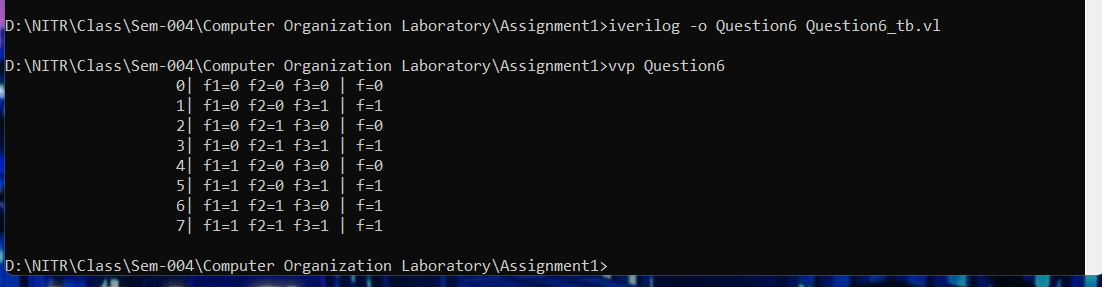 D:\NITR\Class\Sem-004\Computer Organization Laboratory\Assignment1>iverilog -o Question6 Question6_tb.vl
D:\NITR\Class\Sem-004\Computer Organization Laboratory\Assignment1>vvp Question6
0| f1=0 f2=0 f3=0 | f=0
1| f1=0 f2=0 f3=1 | f=1
2| f1=0 f2=1 f3=0 | f=0
3| f1=0 f2=1 f3=1 | f=1
4| f1=1 f2=0 f3=0 | f=0
5| f1=1 f2=0 f3=1 | f=1
6| f1=1 f2=1 f3=0 | f=1
7| f1=1 f2=1 f3=1 | f=1
D:\NITR\Class\Sem-004\Computer Organization Laboratory\Assignment1>